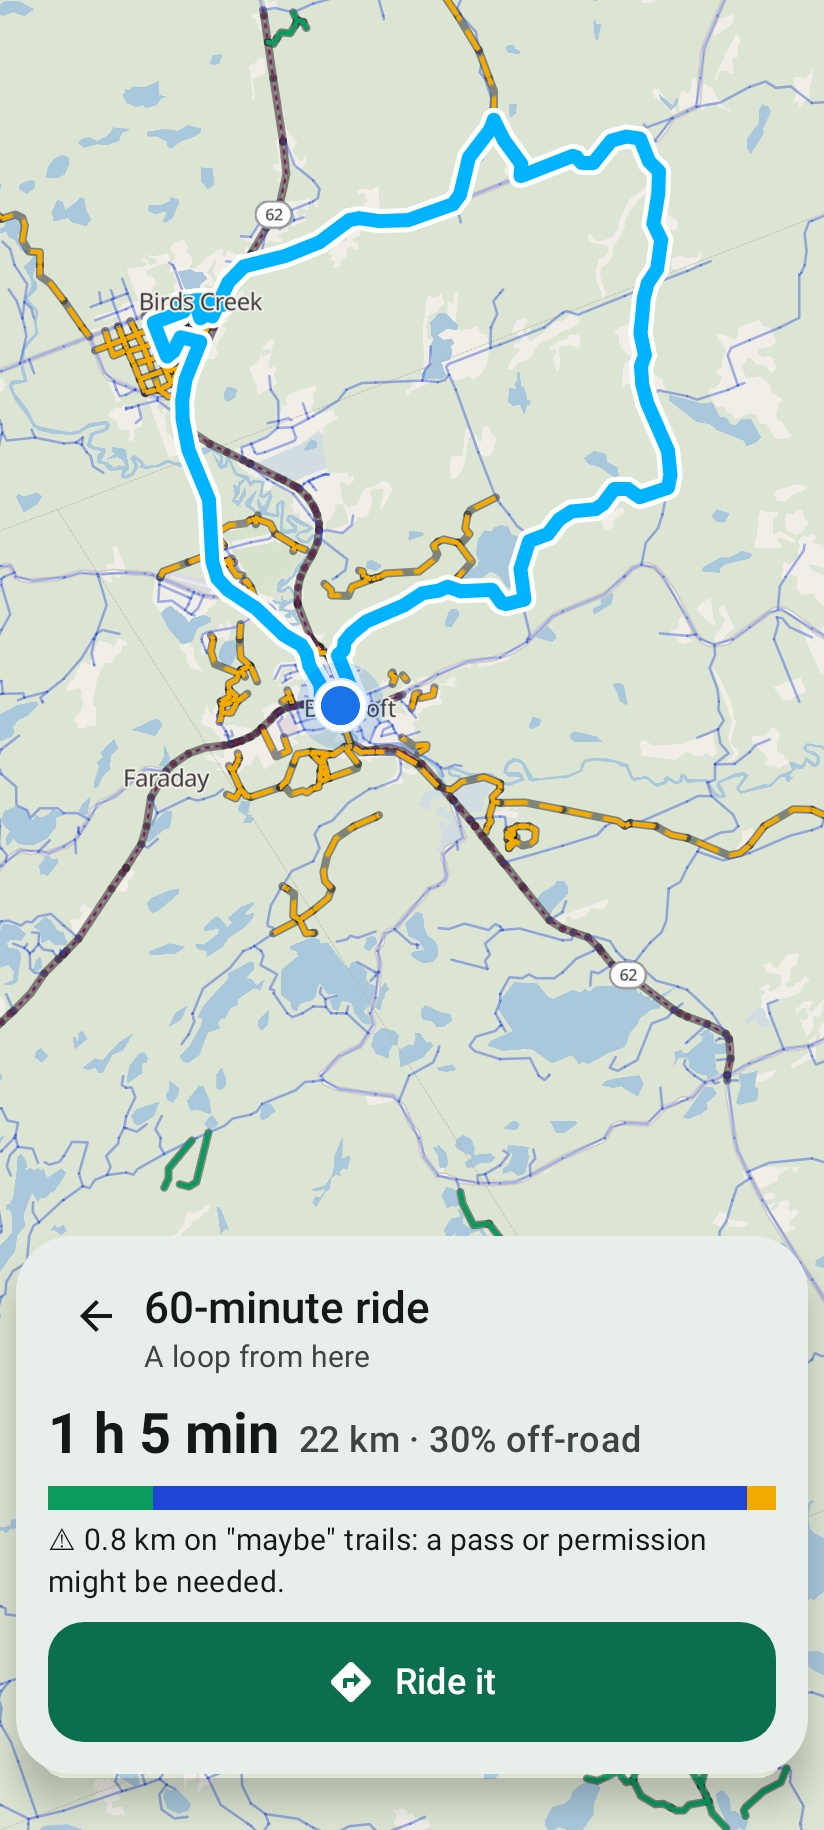 62
Birds Creek
Faraday
62
60-minute ride
A loop from here
1 h 5 min 22 km · 30% off-road
⚠ 0.8 km on "maybe" trails: a pass or permission
might be needed.
Ride it